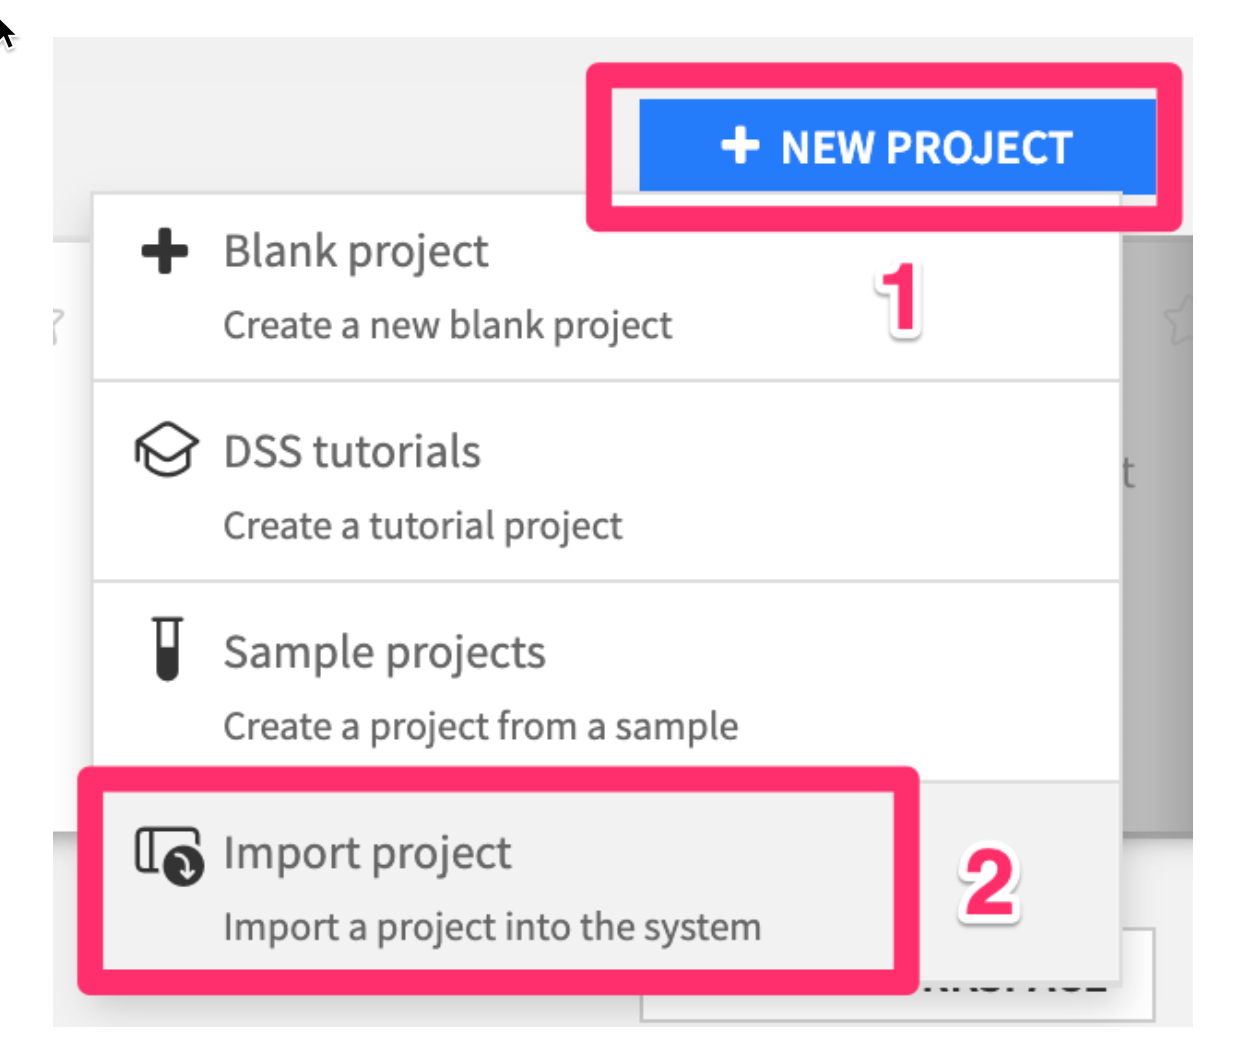 + NEW PROJECT
Blank project
1
Create a new blank project
DSS tutorials
Create a tutorial project
Sample projects
Create a project from a sample
Import project
2
Import a project into the system